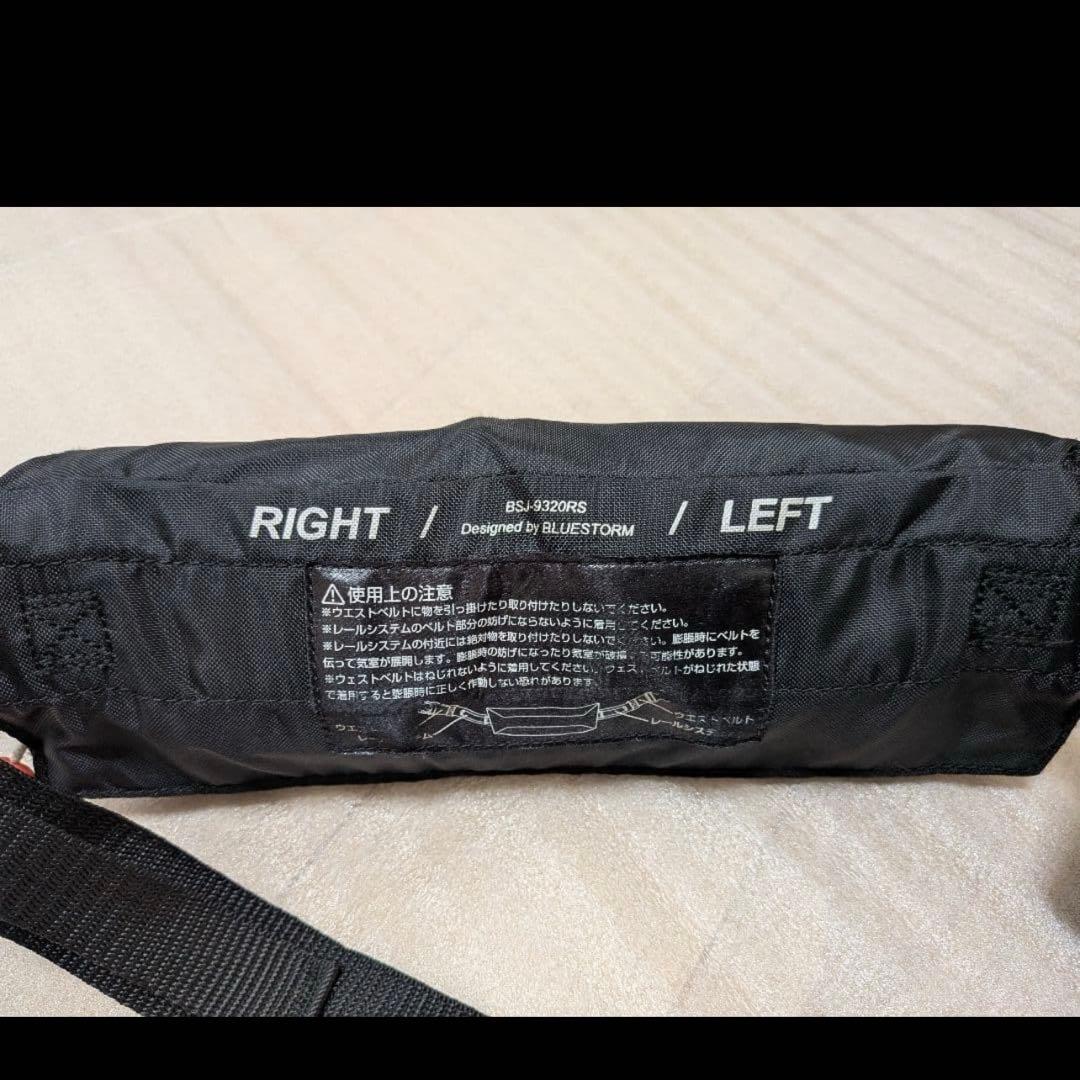 RIGHT / BSJ-9320RS / LEFT
Designed by BLUESTORM
⚠使用上の注意
※ウエストベルトに物を引っ掛けたり取り付けたりしないでください。
※レールシステムのベルト部分の妨げにならないように着用してください。
※レールシステムの付近には絶対物を取り付けたりしないでください。膨脹時にベルトを
伝って気室が展開します。膨脹時の妨げになったり気室が破損する可能性があります。
※ウェストベルトはねじれないように着用してください。ウェストベルトがねじれた状態
で着用すると膨脹時に正しく作動しない恐れがあります。
ウエストベルト
レールシステ